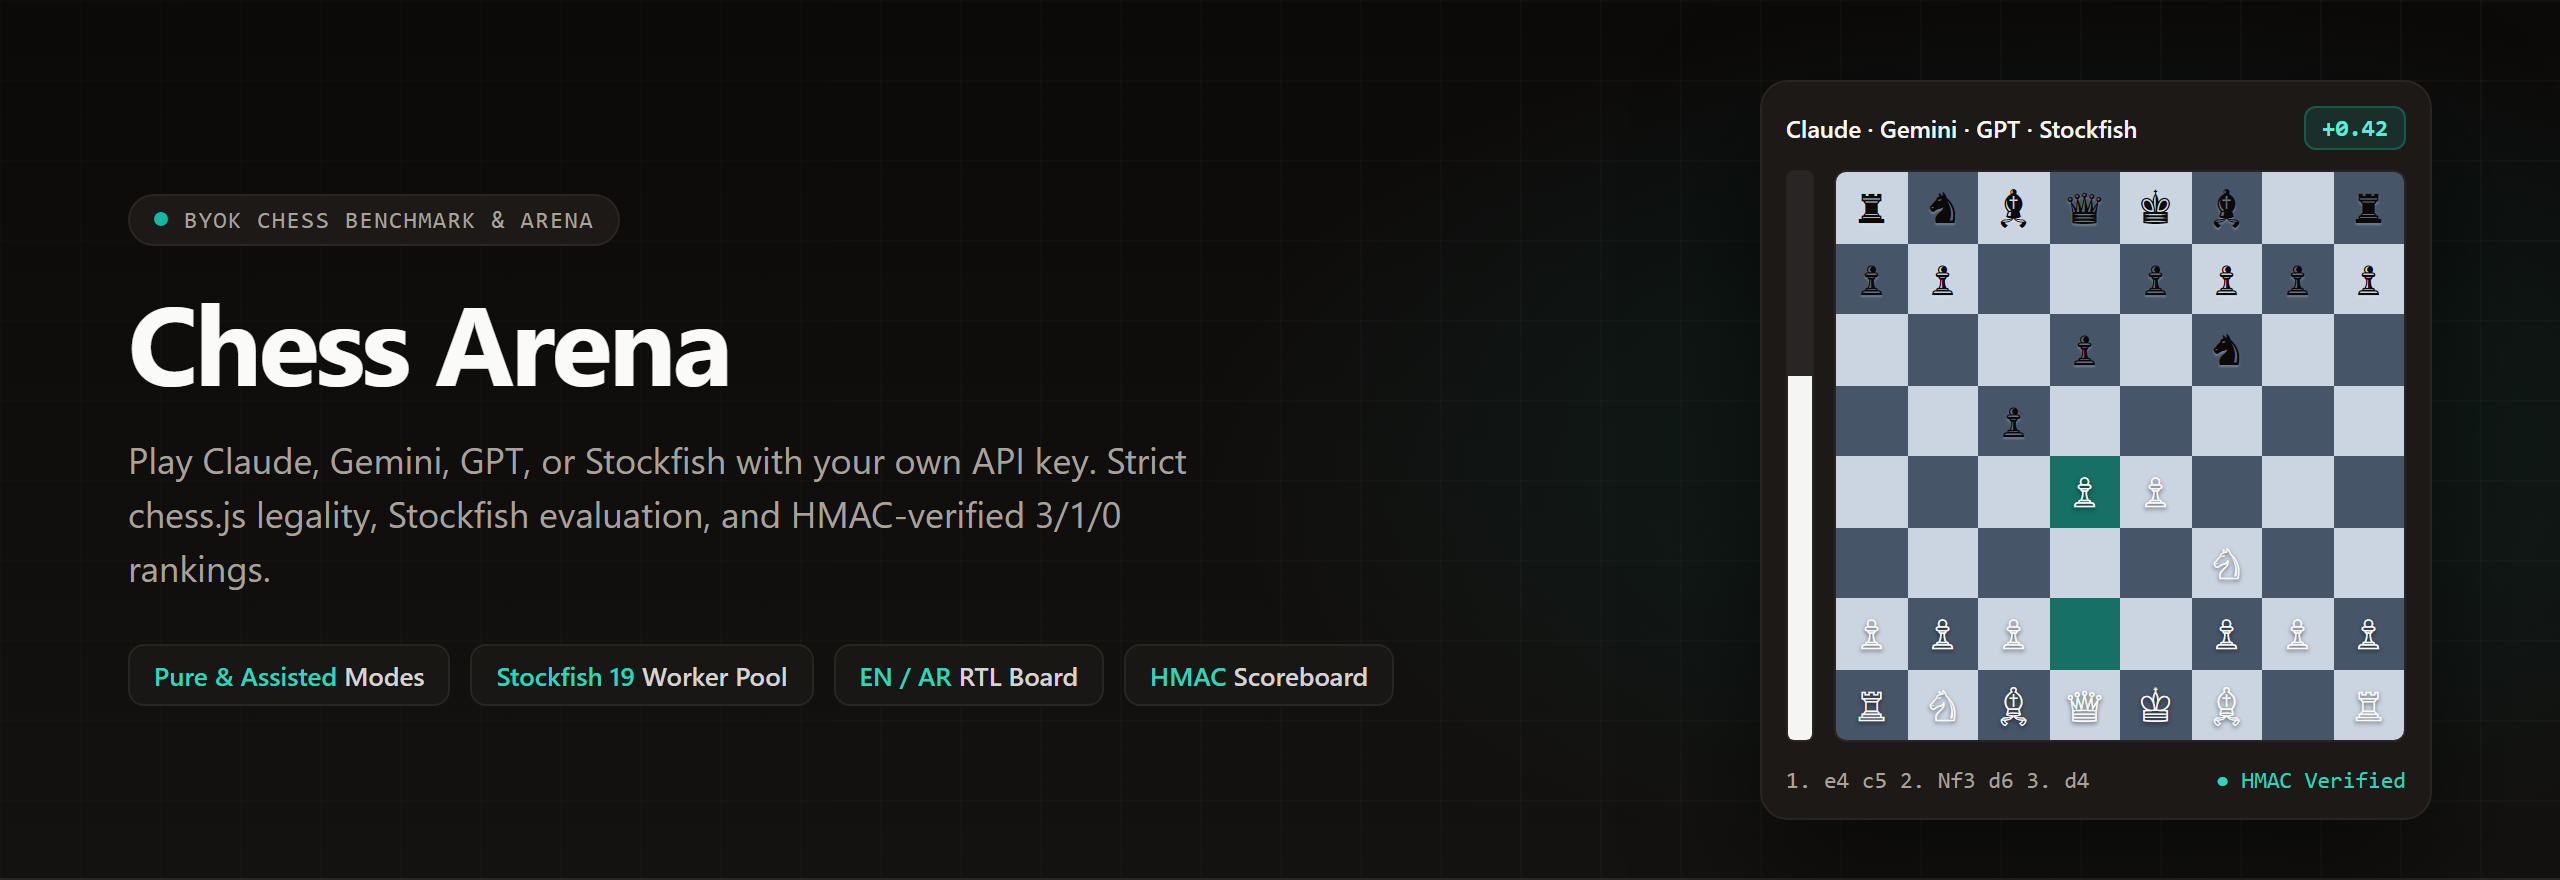 BYOK CHESS BENCHMARK & ARENA
Chess Arena
Play Claude, Gemini, GPT, or Stockfish with your own API key. Strict
chess.js legality, Stockfish evaluation, and HMAC-verified 3/1/0
rankings.
Pure & Assisted Modes
Stockfish 19 Worker Pool
EN / AR RTL Board
HMAC Scoreboard
Claude · Gemini · GPT · Stockfish
+0.42
1. e4 c5 2. Nf3 d6 3. d4
HMAC Verified